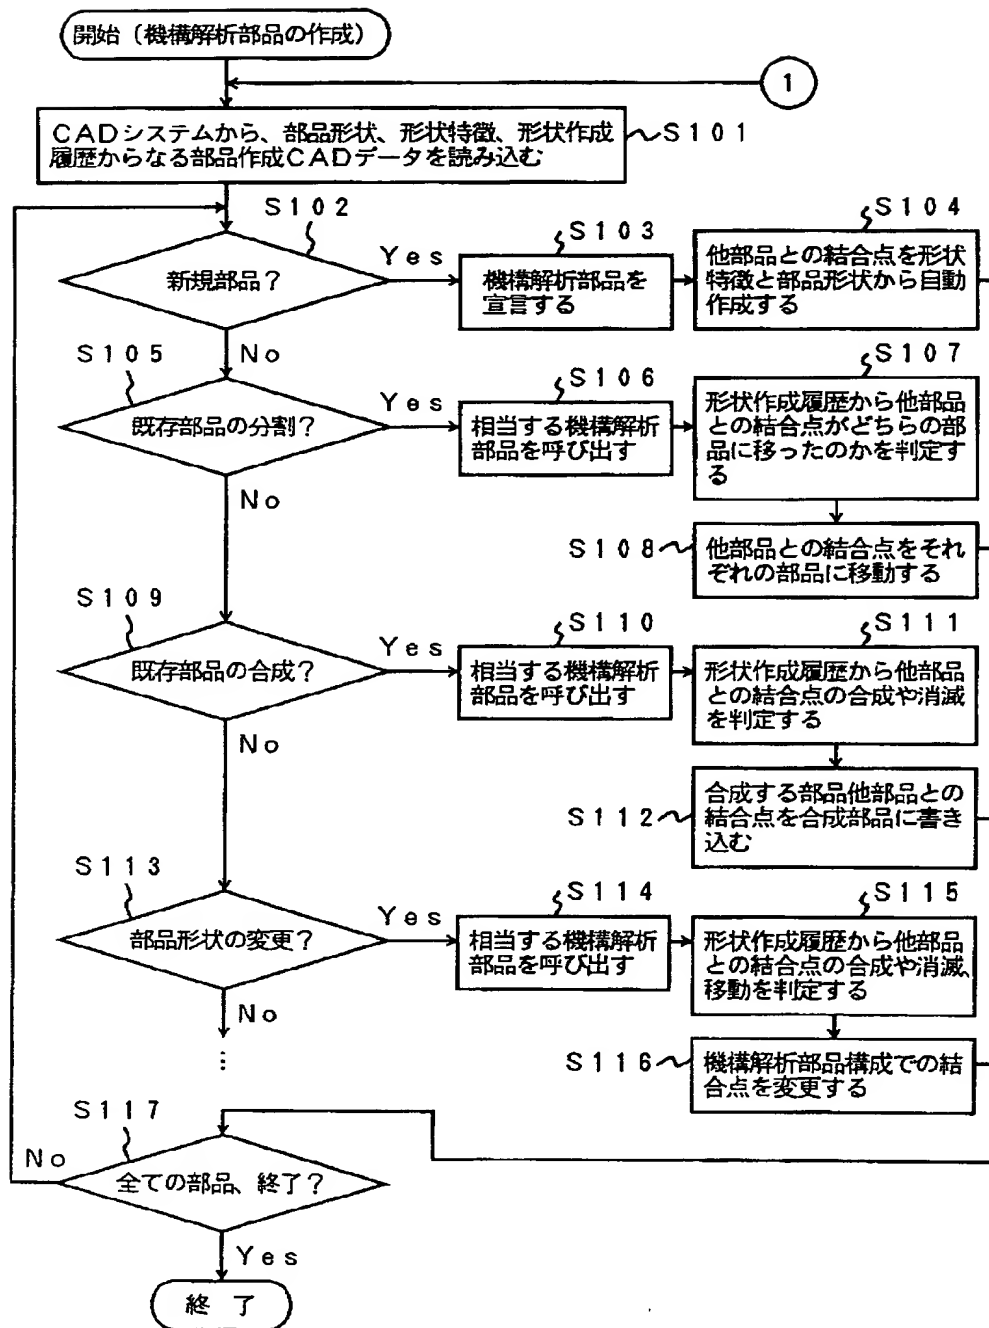 開始（機構解析部品の作成）
1
CADシステムから、部品形状、形状特徴、形状作成
履歴からなる部品作成CADデータを読み込む
S101
S102
新規部品？
Yes
S103
機構解析部品を
宣言する
S104
他部品との結合点を形状
特徴と部品形状から自動
作成する
No
S105
既存部品の分割？
Yes
S106
相当する機構解析
部品を呼び出す
S107
形状作成履歴から他部品
との結合点がどちらの部
品に移ったのかを判定す
る
No
S108
他部品との結合点をそれ
ぞれの部品に移動する
S109
既存部品の合成？
Yes
S110
相当する機構解析
部品を呼び出す
S111
形状作成履歴から他部品
との結合点の合成や消滅
を判定する
No
S112
合成する部品他部品との
結合点を合成部品に書き
込む
S113
部品形状の変更？
Yes
S114
相当する機構解析
部品を呼び出す
S115
形状作成履歴から他部品
との結合点の合成や消滅、
移動を判定する
No
…
S116
機構解析部品構成での結
合点を変更する
S117
No
全ての部品、終了？
Yes
終 了